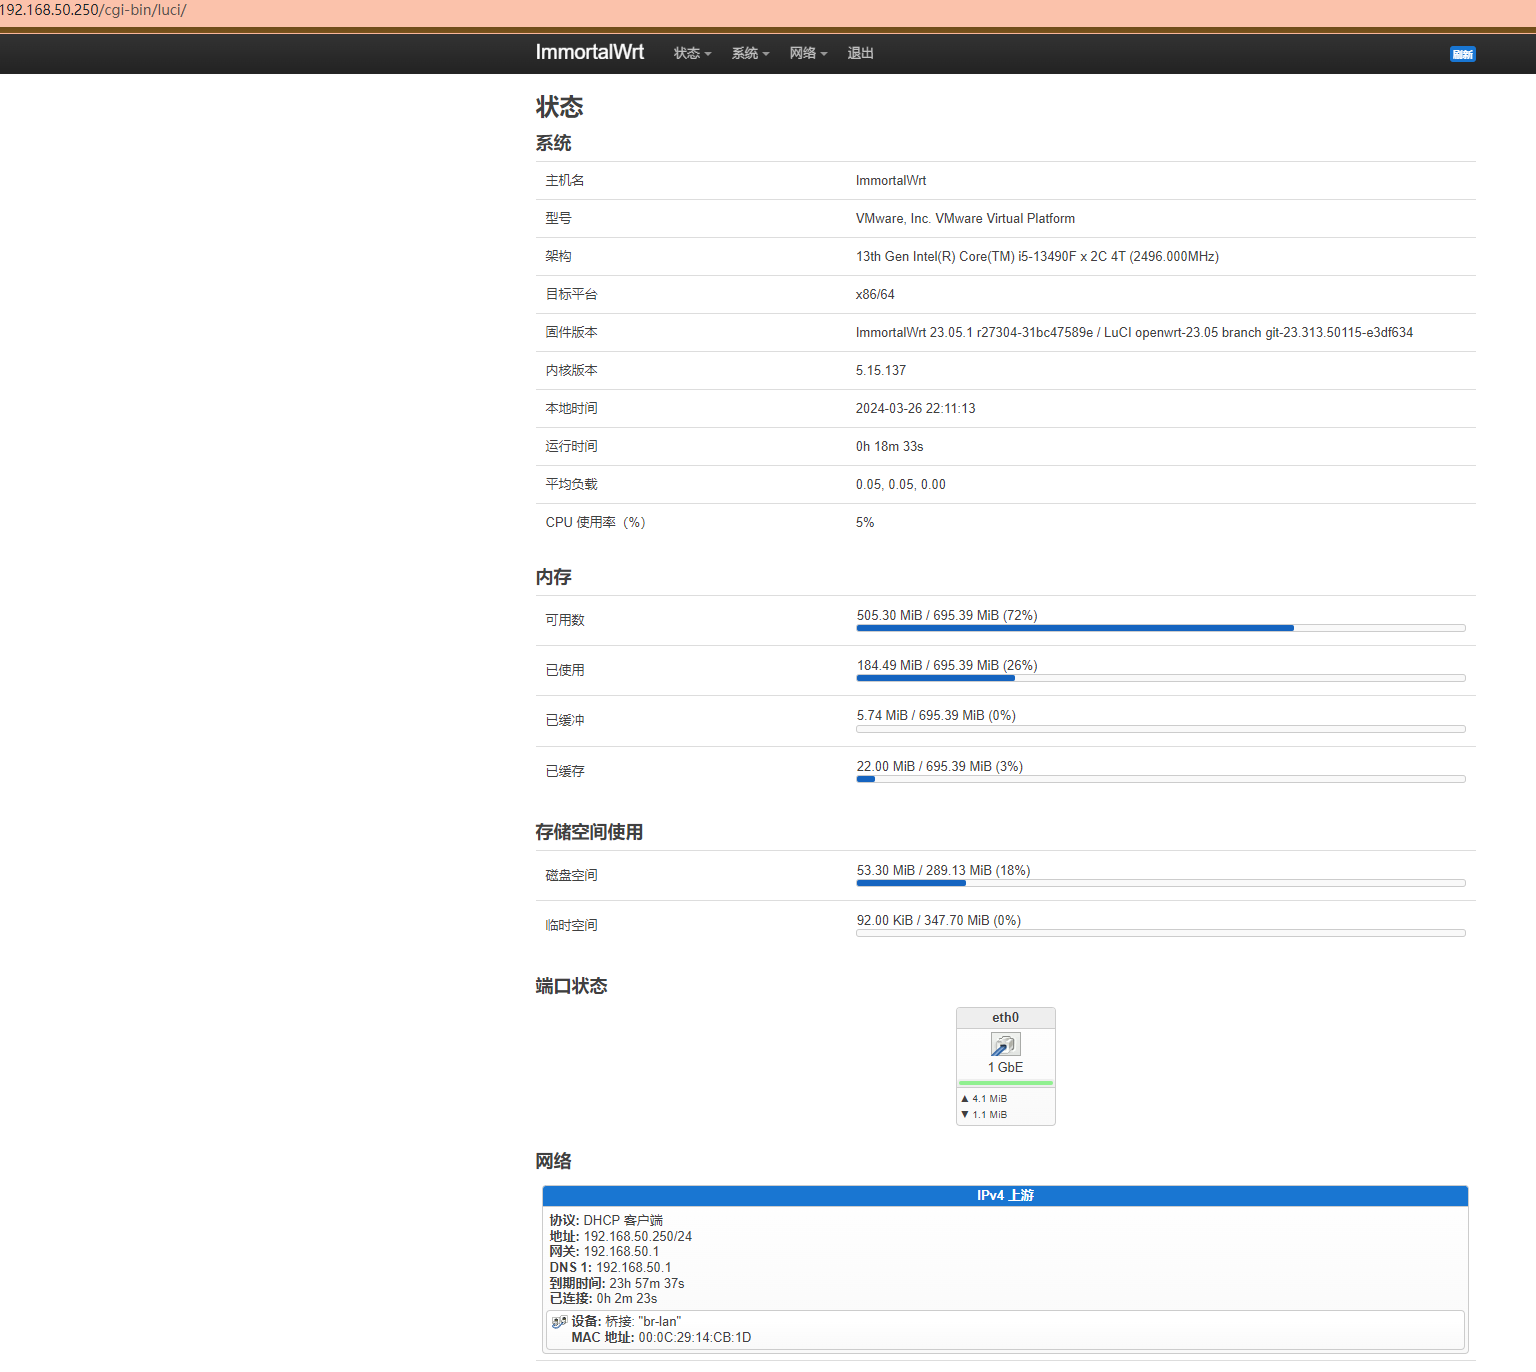 192.168.50.250/cgi-bin/luci/
ImmortalWrt 状态 系统 网络 退出 刷新
状态
系统
主机名 ImmortalWrt
型号 VMware, Inc. VMware Virtual Platform
架构 13th Gen Intel(R) Core(TM) i5-13490F x 2C 4T (2496.000MHz)
目标平台 x86/64
固件版本 ImmortalWrt 23.05.1 r27304-31bc47589e / LuCI openwrt-23.05 branch git-23.313.50115-e3df634
内核版本 5.15.137
本地时间 2024-03-26 22:11:13
运行时间 0h 18m 33s
平均负载 0.05, 0.05, 0.00
CPU 使用率（%） 5%
内存
可用数 505.30 MiB / 695.39 MiB (72%)
已使用 184.49 MiB / 695.39 MiB (26%)
已缓冲 5.74 MiB / 695.39 MiB (0%)
已缓存 22.00 MiB / 695.39 MiB (3%)
存储空间使用
磁盘空间 53.30 MiB / 289.13 MiB (18%)
临时空间 92.00 KiB / 347.70 MiB (0%)
端口状态
eth0
1 GbE
▲ 4.1 MiB
▼ 1.1 MiB
网络
IPv4 上游
协议: DHCP 客户端
地址: 192.168.50.250/24
网关: 192.168.50.1
DNS 1: 192.168.50.1
到期时间: 23h 57m 37s
已连接: 0h 2m 23s
设备: 桥接: "br-lan"
MAC 地址: 00:0C:29:14:CB:1D